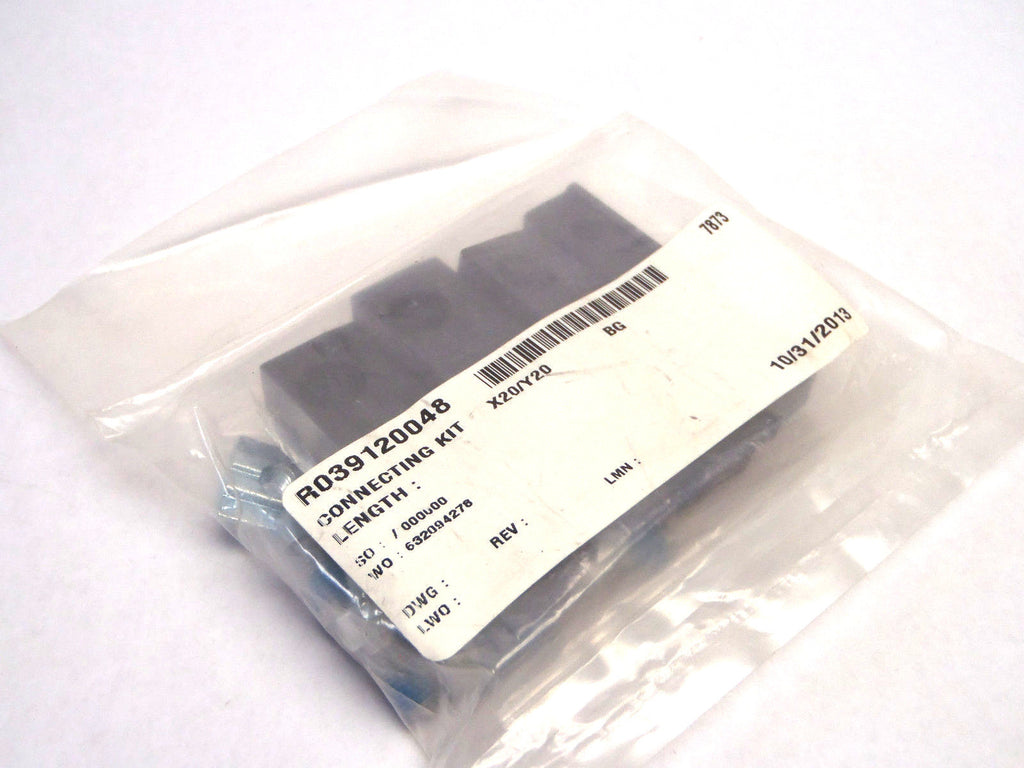 7873
R039120048
CONNECTING KIT X20/Y20 BG
LENGTH : 10/31/2013
SO : / 000000
WO : 632094278
REV : LMN :
DWG :
LWO :